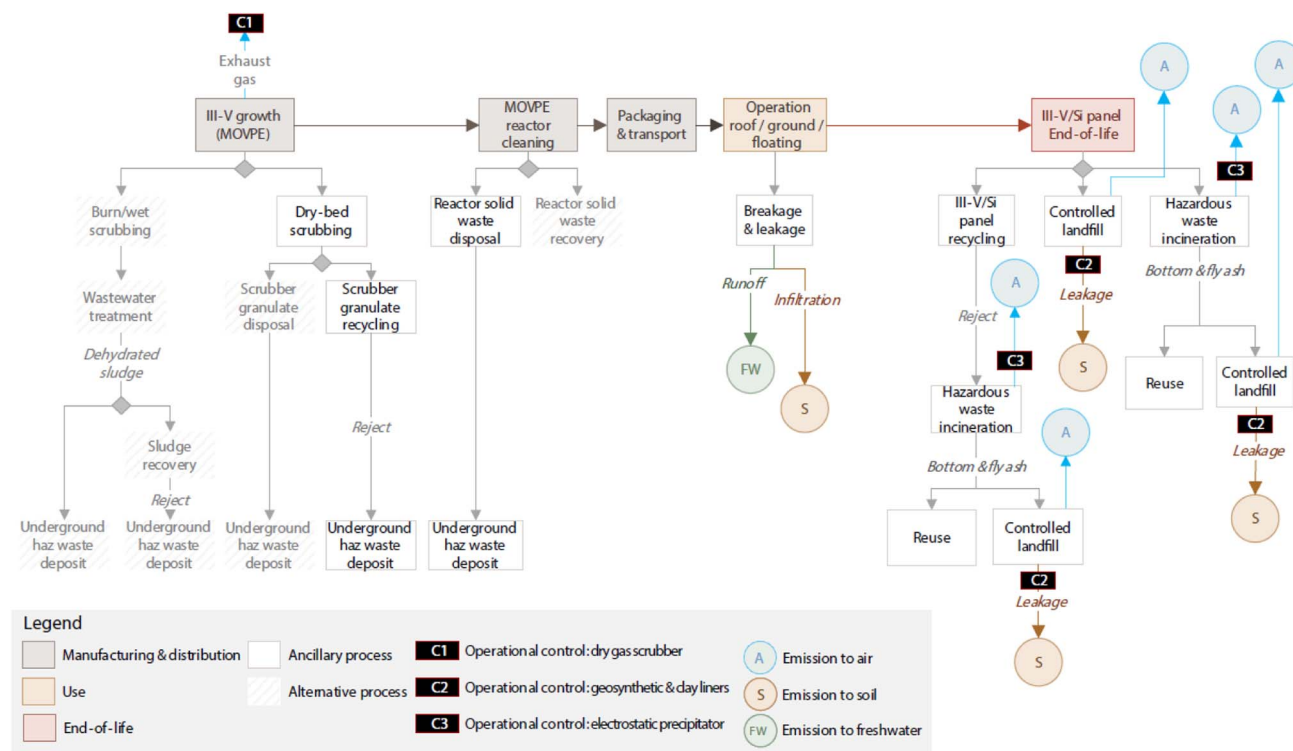 C1
Exhaust
gas
A
A
A
III-V growth
(MOVPE)
MOVPE
reactor
cleaning
Packaging
& transport
Operation
roof / ground /
floating
III-V/Si panel
End-of-life
C3
Burn/wet
scrubbing
Dry-bed
scrubbing
Reactor solid
waste
disposal
Reactor solid
waste
recovery
Breakage
& leakage
III-V/Si
panel
recycling
Controlled
landfill
Hazardous
waste
incineration
C2
Bottom & fly ash
Wastewater
treatment
Scrubber
granulate
disposal
Scrubber
granulate
recycling
Runoff
Infiltration
A
Leakage
Reject
Dehydrated
sludge
C3
FW
S
S
Reuse
Controlled
landfill
Hazardous
waste
incineration
C2
Reject
Sludge
recovery
A
Leakage
Bottom & fly ash
Reject
S
Underground
haz waste
deposit
Underground
haz waste
deposit
Underground
haz waste
deposit
Underground
haz waste
deposit
Underground
haz waste
deposit
Reuse
Controlled
landfill
C2
Leakage
S
Legend
Manufacturing & distribution
Use
End-of-life
Ancillary process
Alternative process
C1 Operational control: dry gas scrubber
C2 Operational control: geosynthetic & clay liners
C3 Operational control: electrostatic precipitator
A Emission to air
S Emission to soil
FW Emission to freshwater